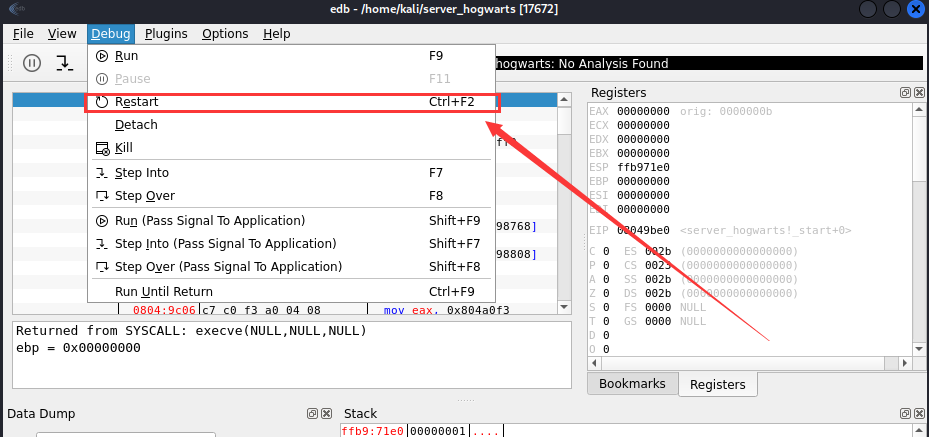 edb - /home/kali/server_hogwarts [17672]
File View Debug Plugins Options Help
Run F9
Pause F11
Restart Ctrl+F2
Detach
Kill
Step Into F7
Step Over F8
Run (Pass Signal To Application) Shift+F9
Step Into (Pass Signal To Application) Shift+F7
Step Over (Pass Signal To Application) Shift+F8
Run Until Return Ctrl+F9
hogwarts: No Analysis Found
98768]
98808]
0804:9c06 c7 c0 f3 a0 04 08 mov eax, 0x804a0f3
Returned from SYSCALL: execve(NULL,NULL,NULL)
ebp = 0x00000000
Registers
EAX 00000000 orig: 0000000b
ECX 00000000
EDX 00000000
EBX 00000000
ESP ffb971e0
EBP 00000000
ESI 00000000
EDI 00000000
EIP 08049be0 <server_hogwarts!_start+0>
C 0 ES 002b (0000000000000000)
P 0 CS 0023 (0000000000000000)
A 0 SS 002b (0000000000000000)
Z 0 DS 002b (0000000000000000)
S 0 FS 0000 NULL
T 0 GS 0000 NULL
D 0
O 0
Bookmarks Registers
Data Dump
Stack
ffb9:71e0 00000001 ....